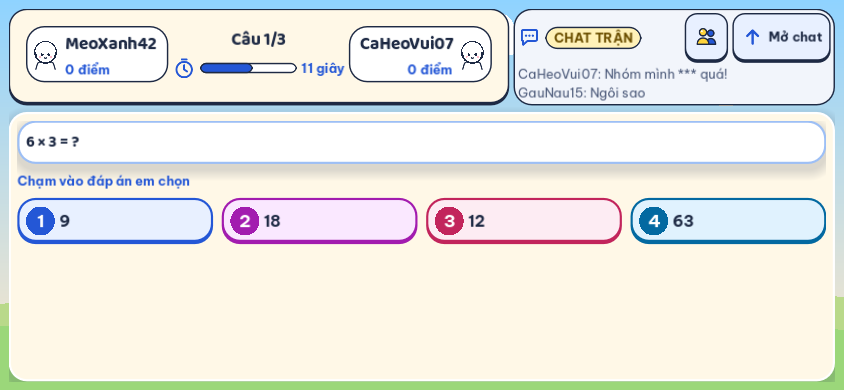 MeoXanh42
0 điểm
Câu 1/3
11 giây
CaHeoVui07
0 điểm
CHAT TRẬN
Mở chat
CaHeoVui07: Nhóm mình *** quá!
GauNau15: Ngôi sao
6 × 3 = ?
Chạm vào đáp án em chọn
1 9
2 18
3 12
4 63